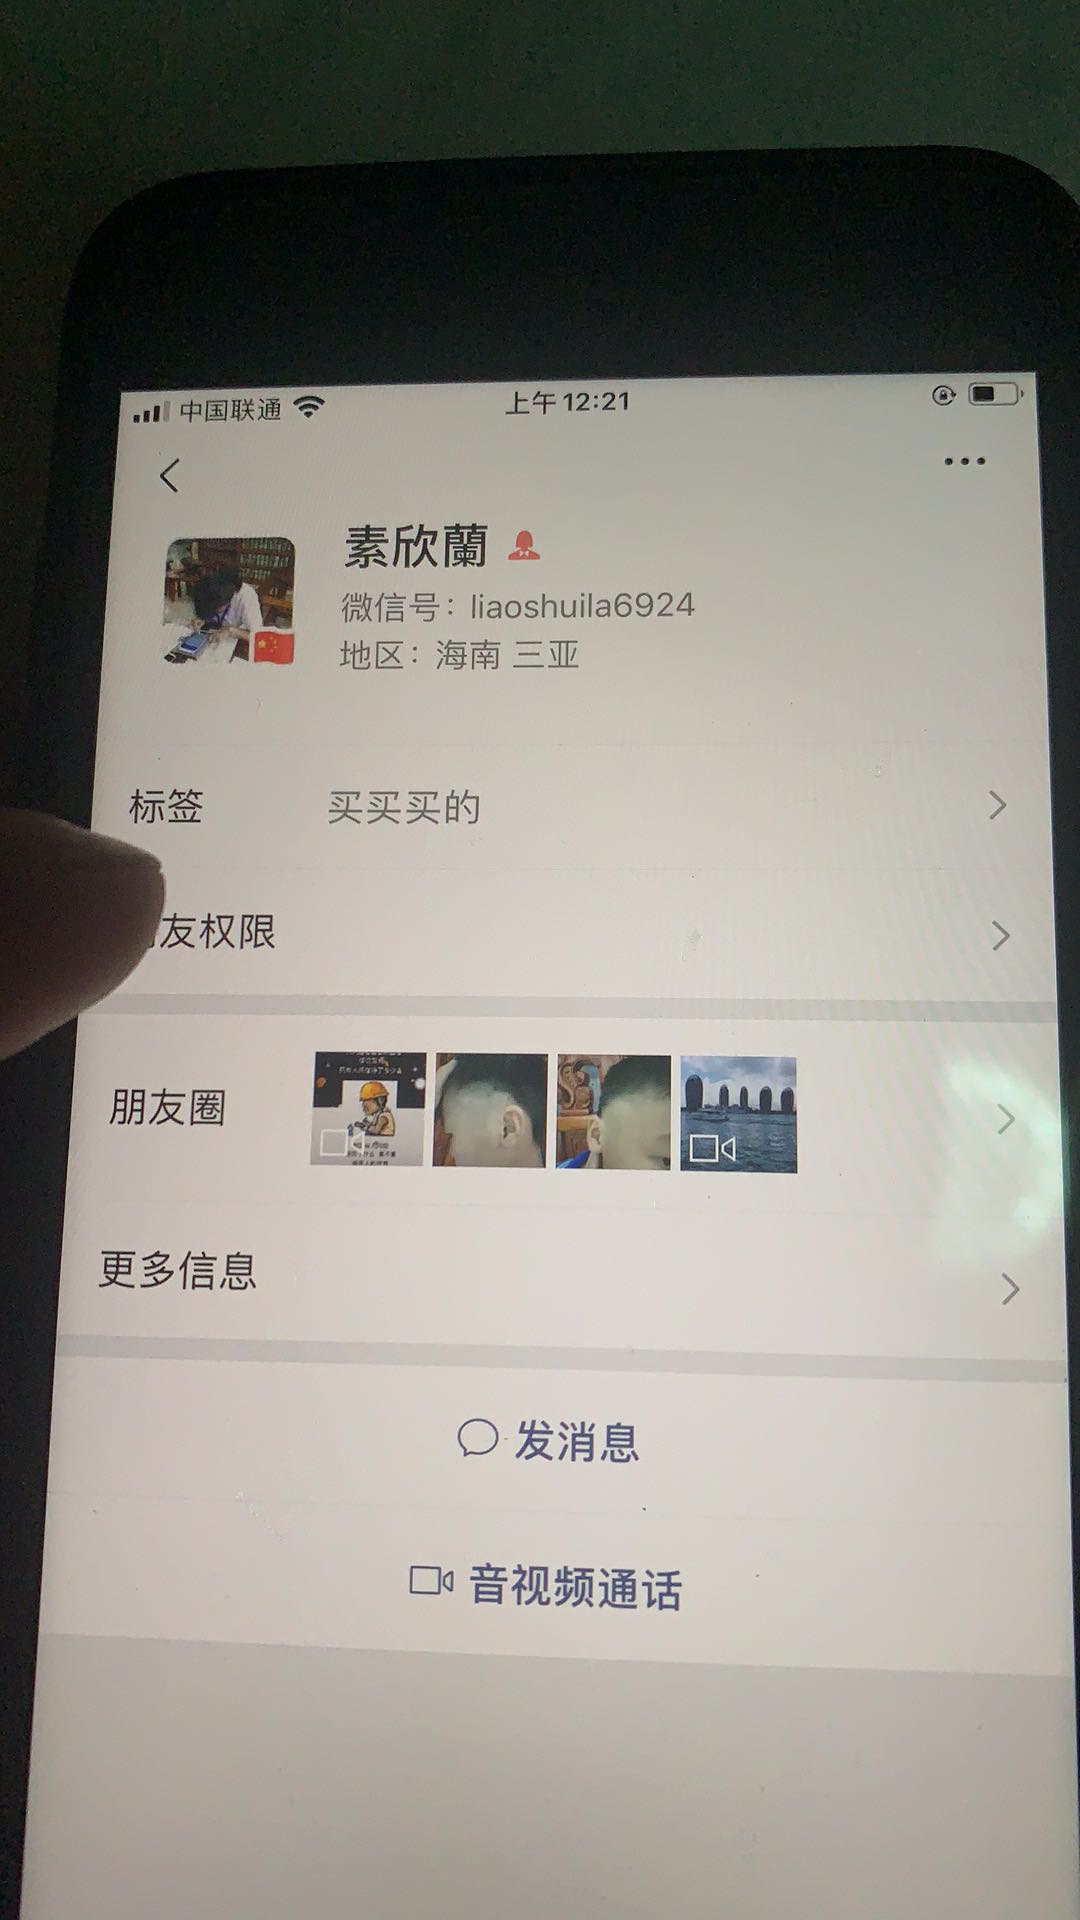 中国联通
上午12:21
素欣蘭
微信号：liaoshuila6924
地区：海南 三亚
标签 买买买的
友权限
朋友圈
更多信息
发消息
音视频通话